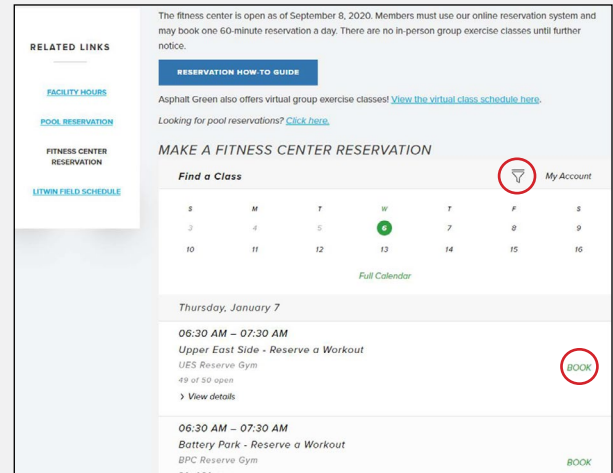 The fitness center is open as of September 8, 2020. Members must use our online reservation system and
may book one 60-minute reservation a day. There are no in-person group exercise classes until further
notice.
RELATED LINKS
FACILITY HOURS
POOL RESERVATION
FITNESS CENTER
RESERVATION
LITWIN FIELD SCHEDULE
RESERVATION HOW-TO GUIDE
Asphalt Green also offers virtual group exercise classes! View the virtual class schedule here.
Looking for pool reservations? Click here.
MAKE A FITNESS CENTER RESERVATION
Find a Class My Account
S M T W T F S
3 4 5 6 7 8 9
10 11 12 13 14 15 16
Full Calendar
Thursday, January 7
06:30 AM – 07:30 AM
Upper East Side - Reserve a Workout
UES Reserve Gym
BOOK
49 of 50 open
> View details
06:30 AM – 07:30 AM
Battery Park - Reserve a Workout
BPC Reserve Gym
BOOK